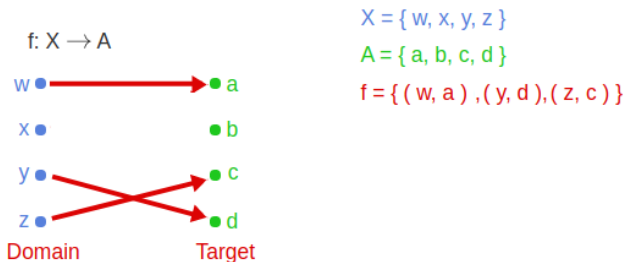 f: X → A
w
a
x
b
y
c
z
d
Domain
Target
X = { w, x, y, z }
A = { a, b, c, d }
f = { ( w, a ) ,( y, d ),( z, c ) }